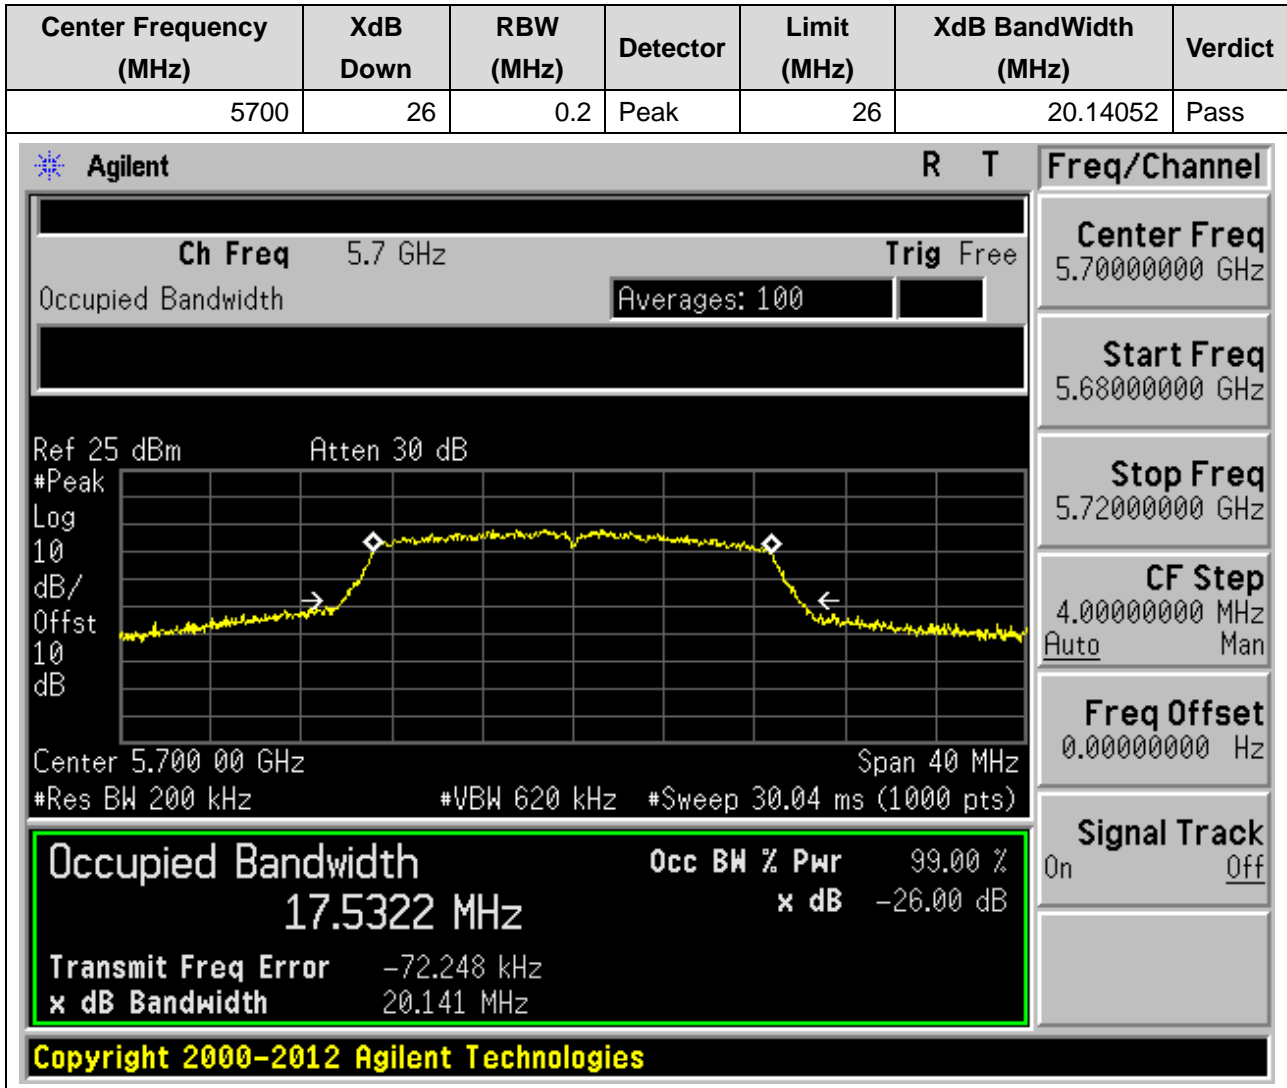 Center Frequency (MHz) XdB Down RBW (MHz) Detector Limit (MHz) XdB BandWidth (MHz) Verdict
5700 26 0.2 Peak 26 20.14052 Pass
Agilent R T
Ch Freq 5.7 GHz Trig Free
Occupied Bandwidth Averages: 100
Ref 25 dBm Atten 30 dB
#Peak
Log
10
dB/
Offst
10
dB
Center 5.700 00 GHz Span 40 MHz
#Res BW 200 kHz #VBW 620 kHz #Sweep 30.04 ms (1000 pts)
Occupied Bandwidth Occ BW % Pwr 99.00 %
17.5322 MHz x dB -26.00 dB
Transmit Freq Error -72.248 kHz
x dB Bandwidth 20.141 MHz
Copyright 2000-2012 Agilent Technologies
Freq/Channel
Center Freq
5.70000000 GHz
Start Freq
5.68000000 GHz
Stop Freq
5.72000000 GHz
CF Step
4.00000000 MHz
Auto Man
Freq Offset
0.00000000 Hz
Signal Track
On Off